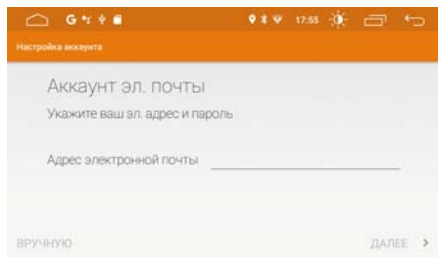 G 17:55
Настройка аккаунта
Аккаунт эл. почты
Укажите ваш эл. адрес и пароль
Адрес электронной почты
ВРУЧНУЮ ДАЛЕЕ